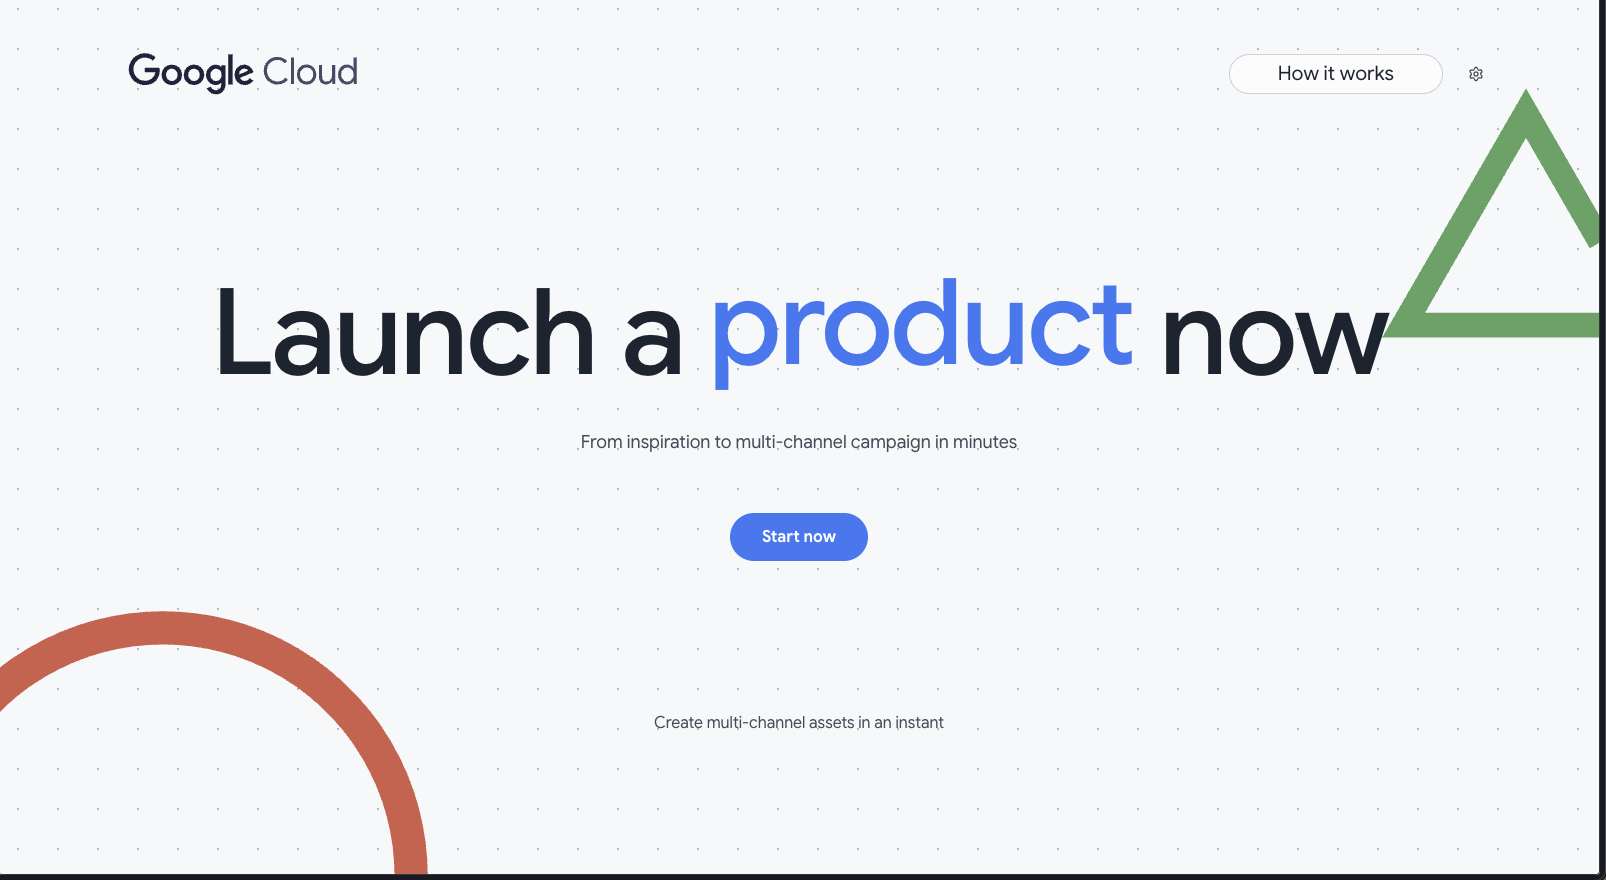 Google Cloud
How it works
Launch a product now
From inspiration to multi-channel campaign in minutes
Start now
Create multi-channel assets in an instant